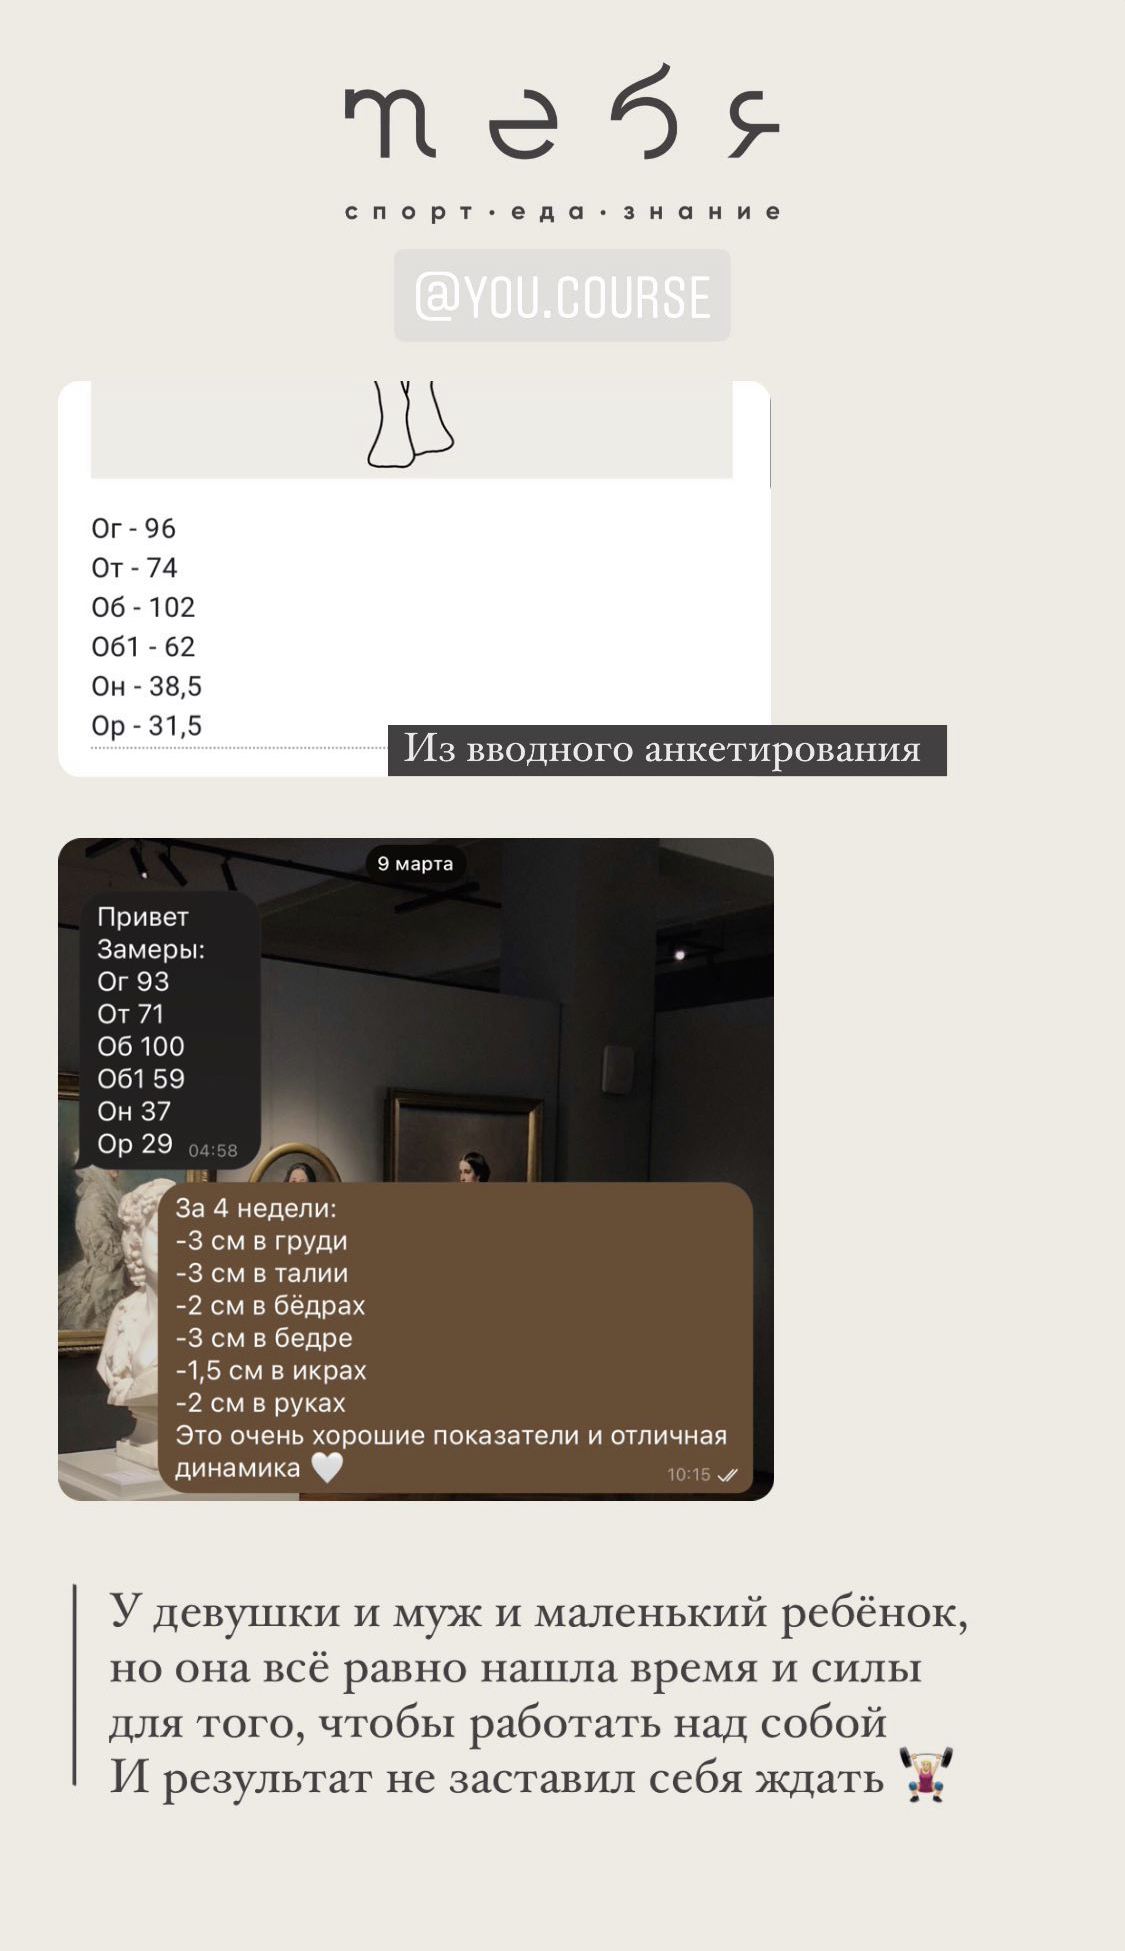 тебя
спорт·еда·знание
@YOU.COURSE
Ог - 96
От - 74
Об - 102
Об1 - 62
Он - 38,5
Ор - 31,5
Из вводного анкетирования
9 марта
Привет
Замеры:
Ог 93
От 71
Об 100
Об1 59
Он 37
Ор 29 04:58
За 4 недели:
-3 см в груди
-3 см в талии
-2 см в бёдрах
-3 см в бедре
-1,5 см в икрах
-2 см в руках
Это очень хорошие показатели и отличная
динамика 🤍 10:15
У девушки и муж и маленький ребёнок,
но она всё равно нашла время и силы
для того, чтобы работать над собой
И результат не заставил себя ждать 🏋🏼‍♀️